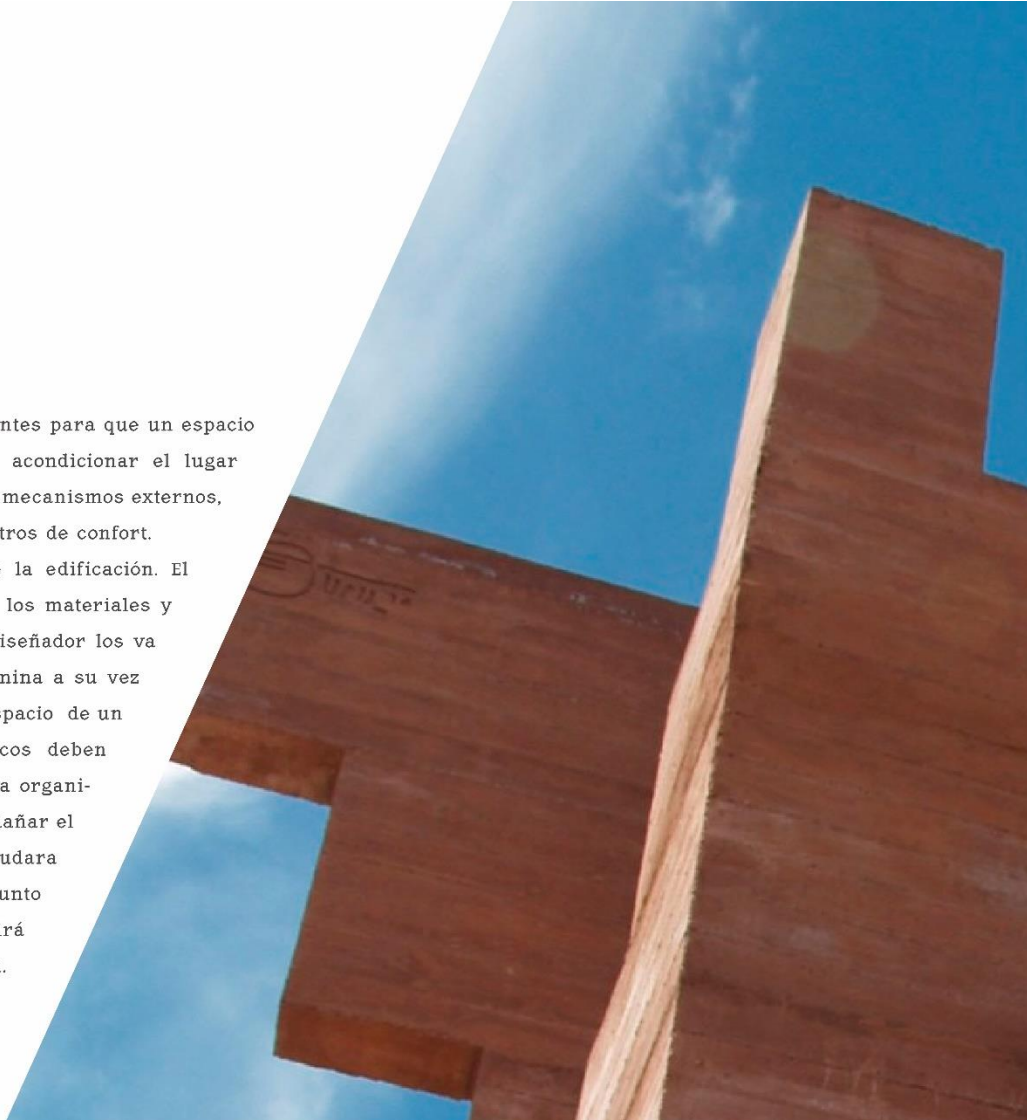 ntes para que un espacio
acondicionar el lugar
mecanismos externos,
tros de confort.
la edificación. El
los materiales y
iseñador los va
nina a su vez
spacio de un
cos deben
a organi-
añar el
udara
unto
rá